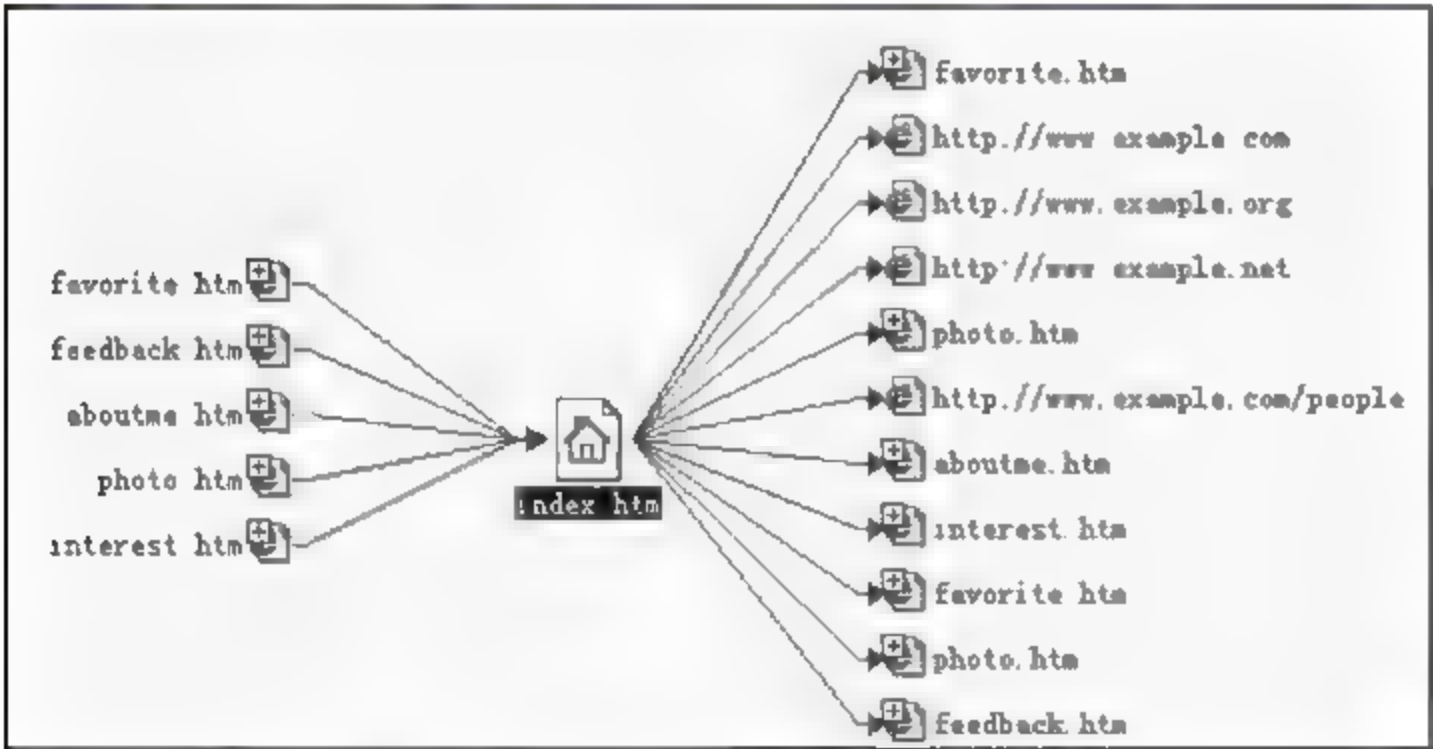 favorite.htm
feedback.htm
aboutme.htm
photo.htm
interest.htm
index.htm
favorite.htm
http://www.example.com
http://www.example.org
http://www.example.net
photo.htm
http://www.example.com/people
aboutme.htm
interest.htm
favorite.htm
photo.htm
feedback.htm